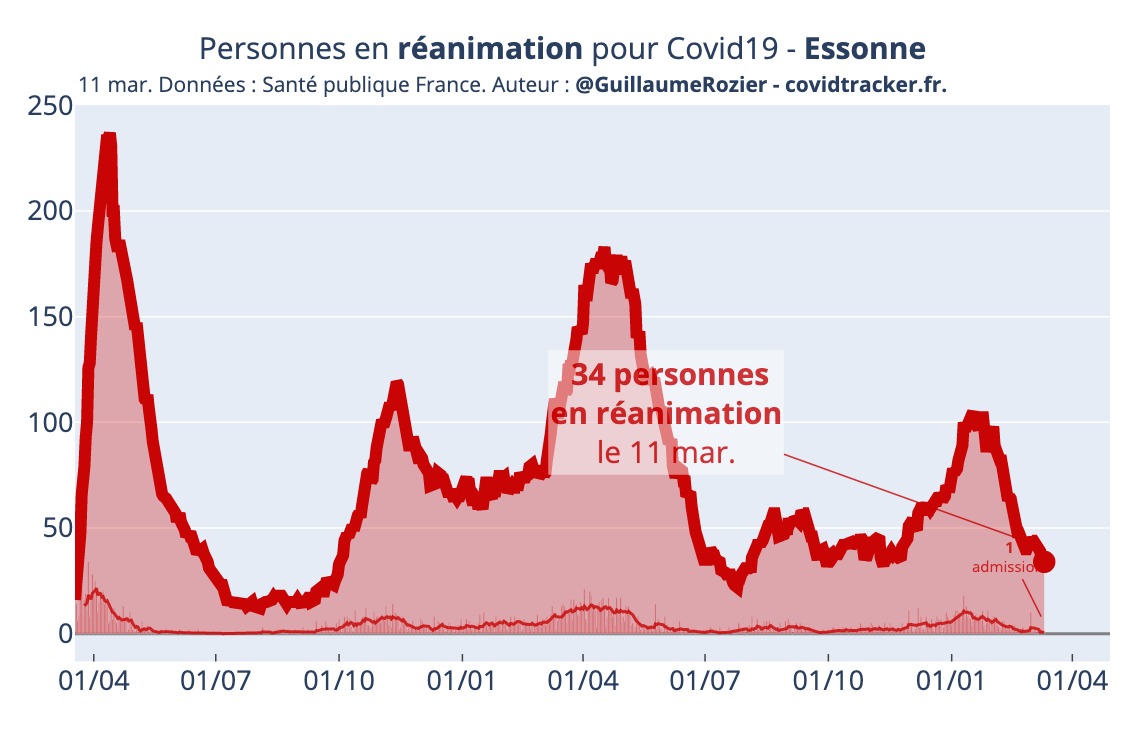 Personnes en réanimation pour Covid19 - Essonne
11 mar. Données : Santé publique France. Auteur : @GuillaumeRozier - covidtracker.fr.
250
200
150
100
50
0
34 personnes
en réanimation
le 11 mar.
1
admission
01/04 01/07 01/10 01/01 01/04 01/07 01/10 01/01 01/04